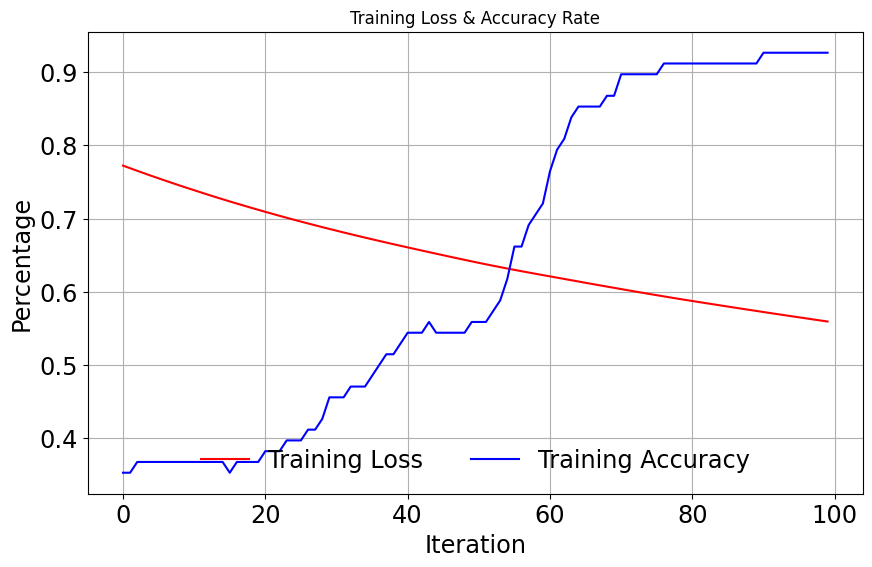 Training Loss & Accuracy Rate
0.9
0.8
0.7
0.6
0.5
0.4
Percentage
Training Loss Training Accuracy
0 20 40 60 80 100
Iteration